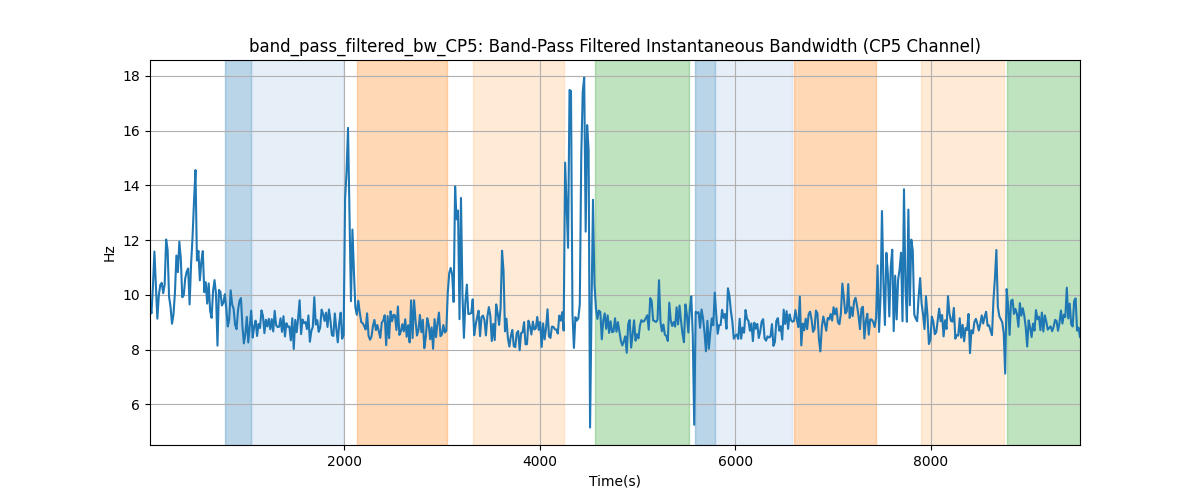 band_pass_filtered_bw_CP5: Band-Pass Filtered Instantaneous Bandwidth (CP5 Channel)
18
16
14
12
10
8
6
Hz
2000 4000 6000 8000
Time(s)